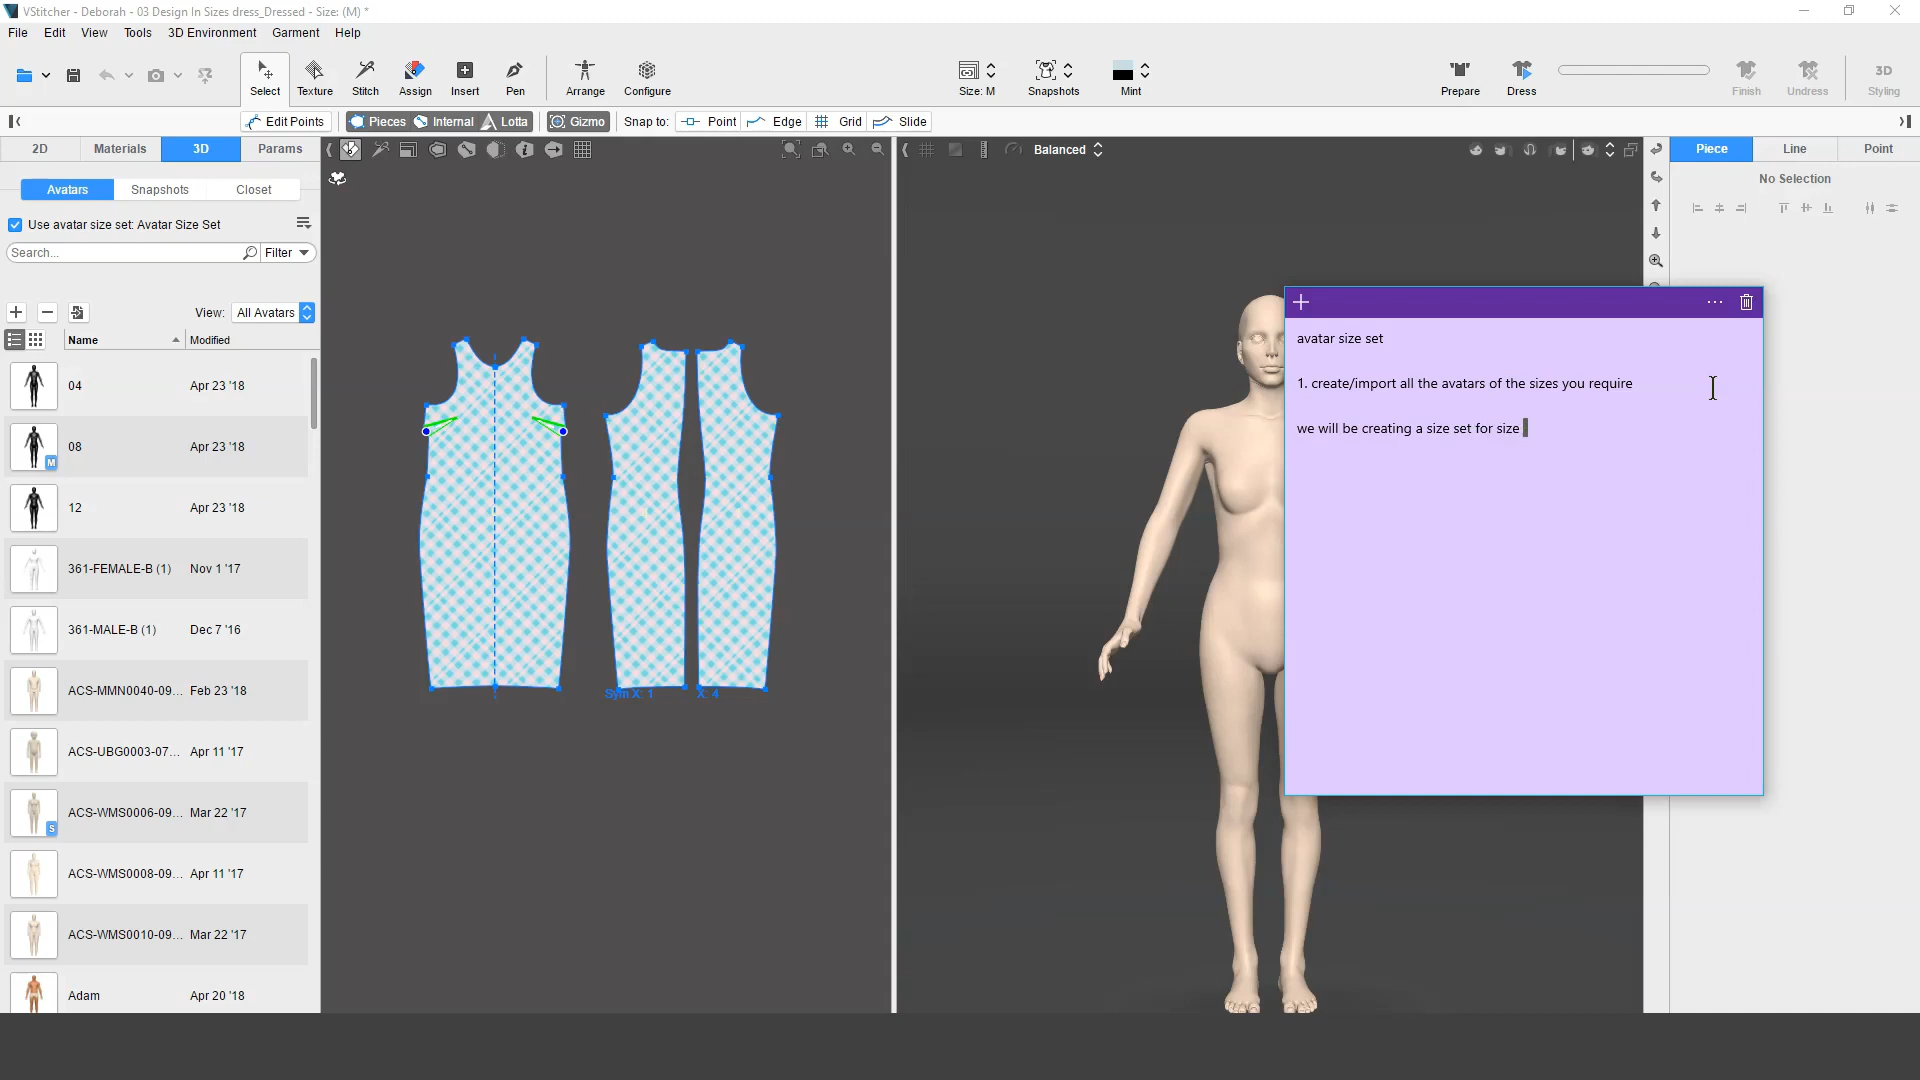 VStitcher - Deborah - 03 Design In Sizes dress_Dressed - Size: (M) *
File Edit View Tools 3D Environment Garment Help
Select Texture Stitch Assign Insert Pen Arrange Configure Size: M Snapshots Mint Prepare Dress Finish Undress 3D Styling
Edit Points Pieces Internal Lotta Gizmo Snap to: Point Edge Grid Slide
2D Materials 3D Params Balanced Piece Line Point
No Selection
Avatars Snapshots Closet
Use avatar size set: Avatar Size Set
Search... Filter
View: All Avatars
Name Modified
04 Apr 23 '18
08 Apr 23 '18
M
12 Apr 23 '18
361-FEMALE-B (1) Nov 1 '17
361-MALE-B (1) Dec 7 '16
ACS-MMN0040-09... Feb 23 '18
ACS-UBG0003-07... Apr 11 '17
ACS-WMS0006-09... Mar 22 '17
S
ACS-WMS0008-09... Apr 11 '17
ACS-WMS0010-09... Mar 22 '17
Adam Apr 20 '18
Sym X: 1 X: 4
avatar size set
1. create/import all the avatars of the sizes you require
we will be creating a size set for size